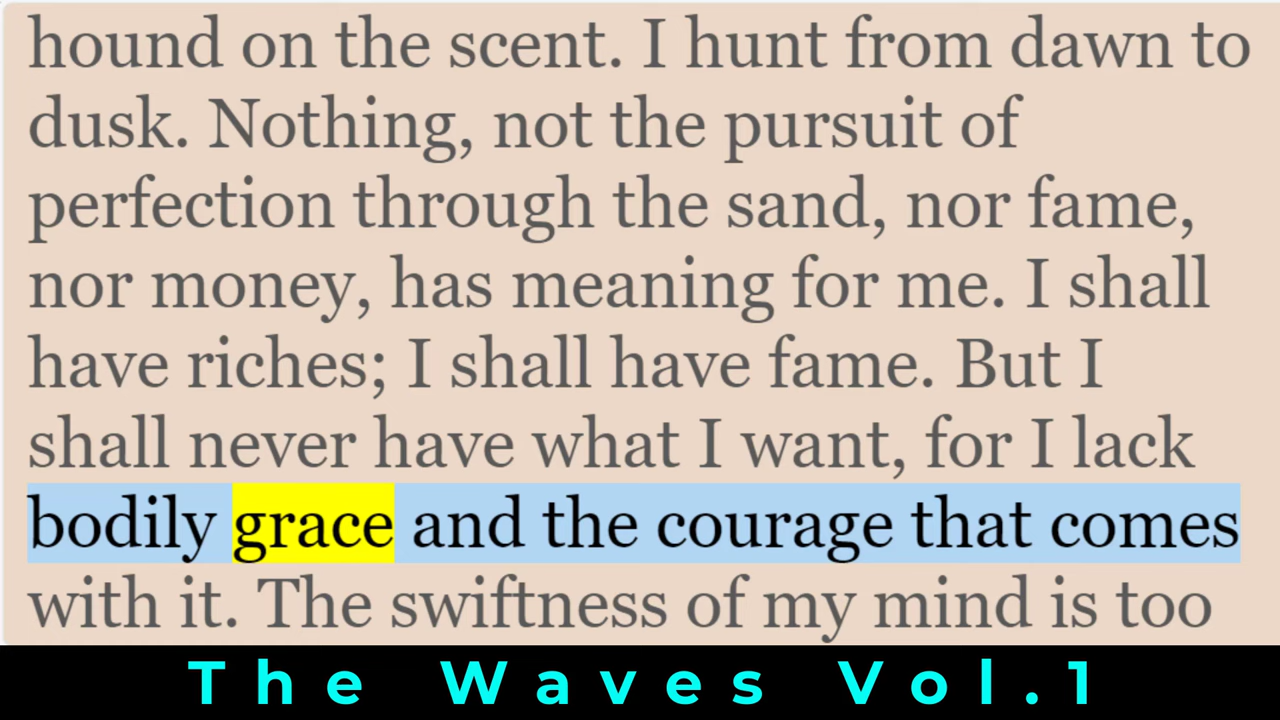 hound on the scent. I hunt from dawn to
dusk. Nothing, not the pursuit of
perfection through the sand, nor fame,
nor money, has meaning for me. I shall
have riches; I shall have fame. But I
shall never have what I want, for I lack
bodily grace and the courage that comes
with it. The swiftness of my mind is too
The Waves Vol.1